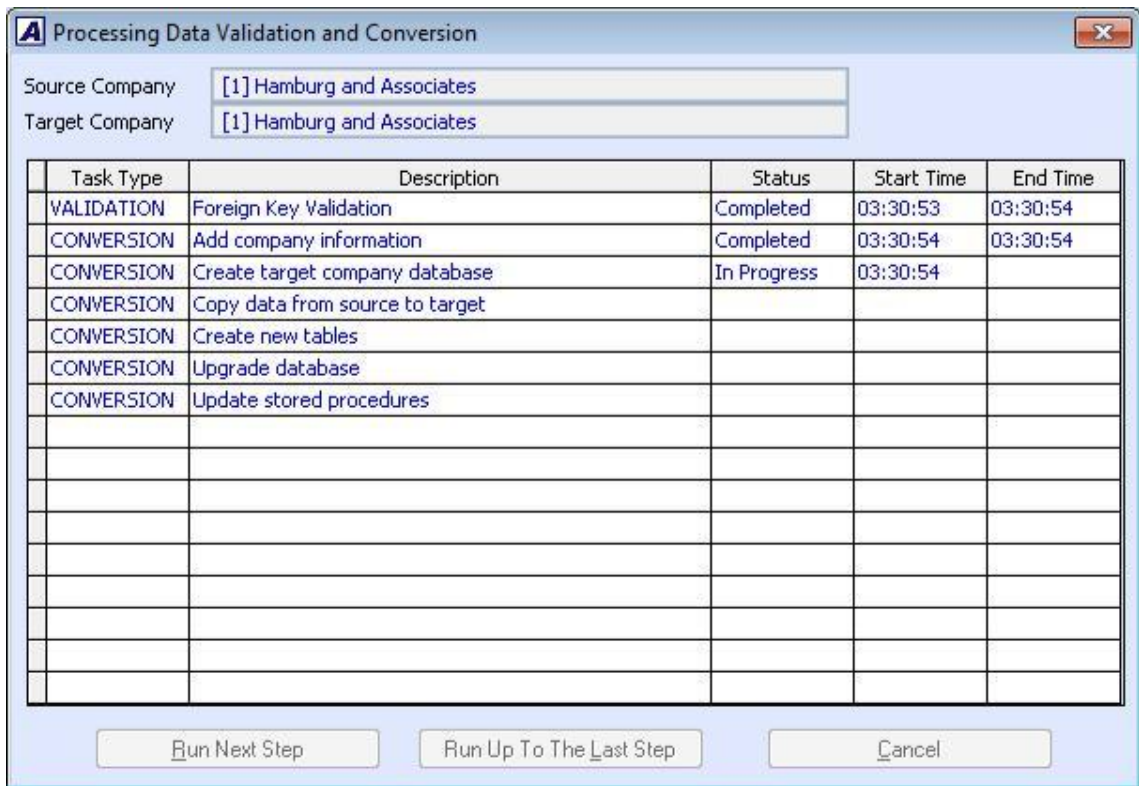 A Processing Data Validation and Conversion
Source Company [1] Hamburg and Associates
Target Company [1] Hamburg and Associates
Task Type Description Status Start Time End Time
VALIDATION Foreign Key Validation Completed 03:30:53 03:30:54
CONVERSION Add company information Completed 03:30:54 03:30:54
CONVERSION Create target company database In Progress 03:30:54
CONVERSION Copy data from source to target
CONVERSION Create new tables
CONVERSION Upgrade database
CONVERSION Update stored procedures
Run Next Step Run Up To The Last Step Cancel